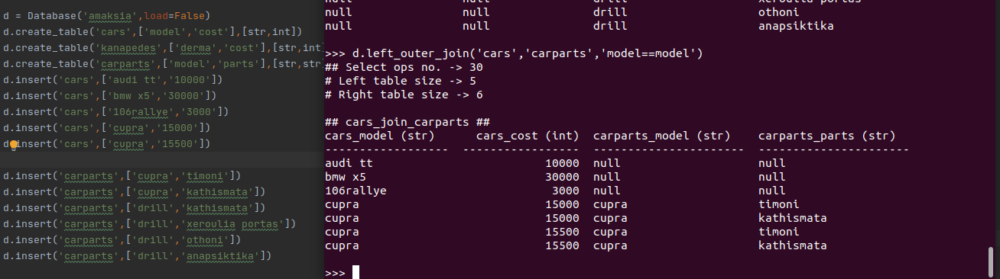 d = Database('amaksia',load=False)
d.create_table('cars',['model','cost'],[str,int])
d.create_table('kanapedes',['derma','cost'],[str,int]
d.create_table('carparts',['model','parts'],[str,str
d.insert('cars',['audi tt','10000'])
d.insert('cars',['bmw x5','30000'])
d.insert('cars',['106rallye','3000'])
d.insert('cars',['cupra','15000'])
d.insert('cars',['cupra','15500'])
d.insert('carparts',['cupra','timoni'])
d.insert('carparts',['cupra','kathismata'])
d.insert('carparts',['drill','kathismata'])
d.insert('carparts',['drill','xeroulia portas'])
d.insert('carparts',['drill','othoni'])
d.insert('carparts',['drill','anapsiktika'])
null null drill xeroulia portas
null null drill othoni
null null drill anapsiktika
>>> d.left_outer_join('cars','carparts','model==model')
## Select ops no. -> 30
# Left table size -> 5
# Right table size -> 6
## cars_join_carparts ##
cars_model (str) cars_cost (int) carparts_model (str) carparts_parts (str)
------------------ ----------------- ---------------------- ----------------------
audi tt 10000 null null
bmw x5 30000 null null
106rallye 3000 null null
cupra 15000 cupra timoni
cupra 15000 cupra kathismata
cupra 15500 cupra timoni
cupra 15500 cupra kathismata
>>>